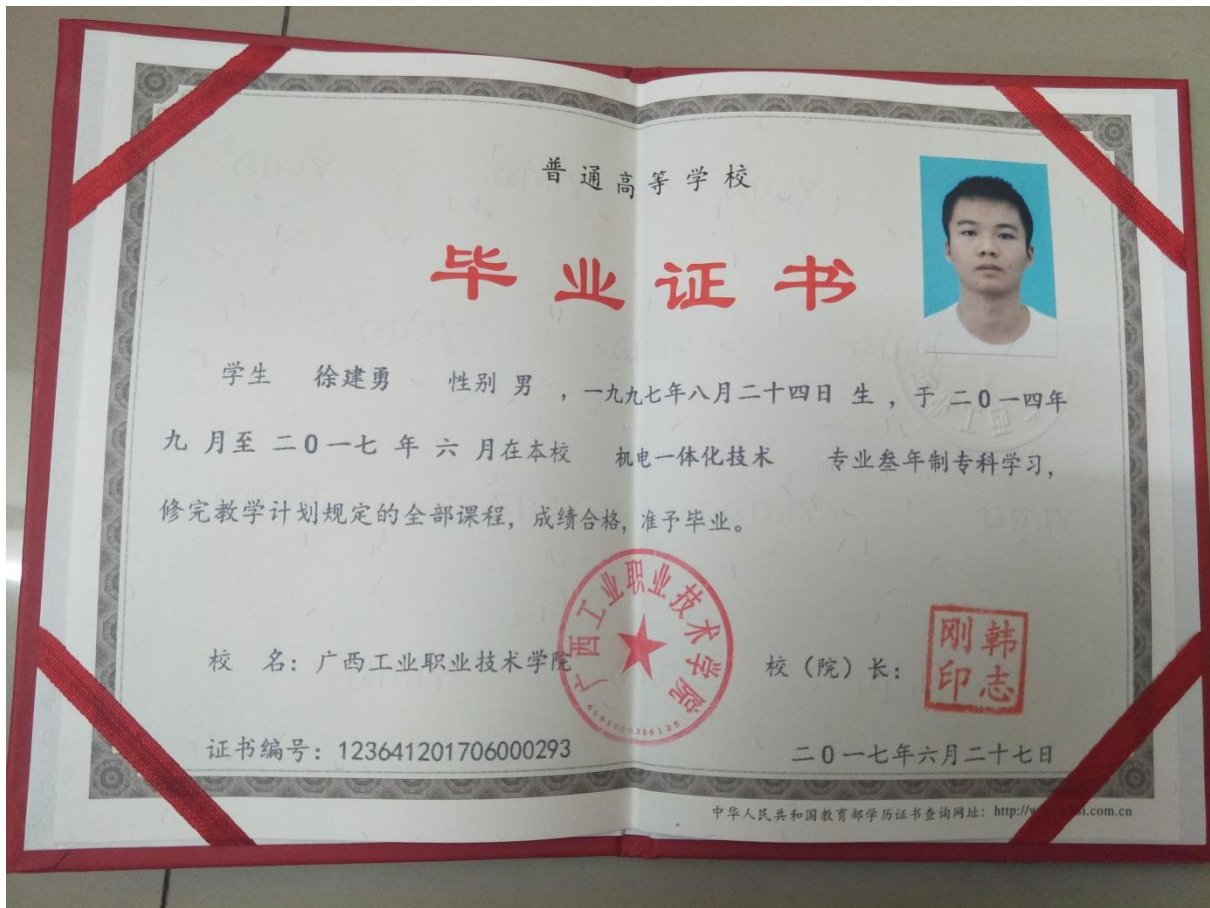 普通高等学校
毕业证书
学生 徐建勇 性别 男 ，一九九七年八月二十四日 生 ，于 二0一四年
九 月至 二0一七 年 六 月在本校 机电一体化技术 专业叁年制专科学习，
修完教学计划规定的全部课程，成绩合格，准予毕业。
广西工业职业技术学院
校 名：广西工业职业技术学院
校（院）长：
韩志刚印
证书编号：123641201706000293
二0一七年六月二十七日
中华人民共和国教育部学历证书查询网址：http://w .com.cn